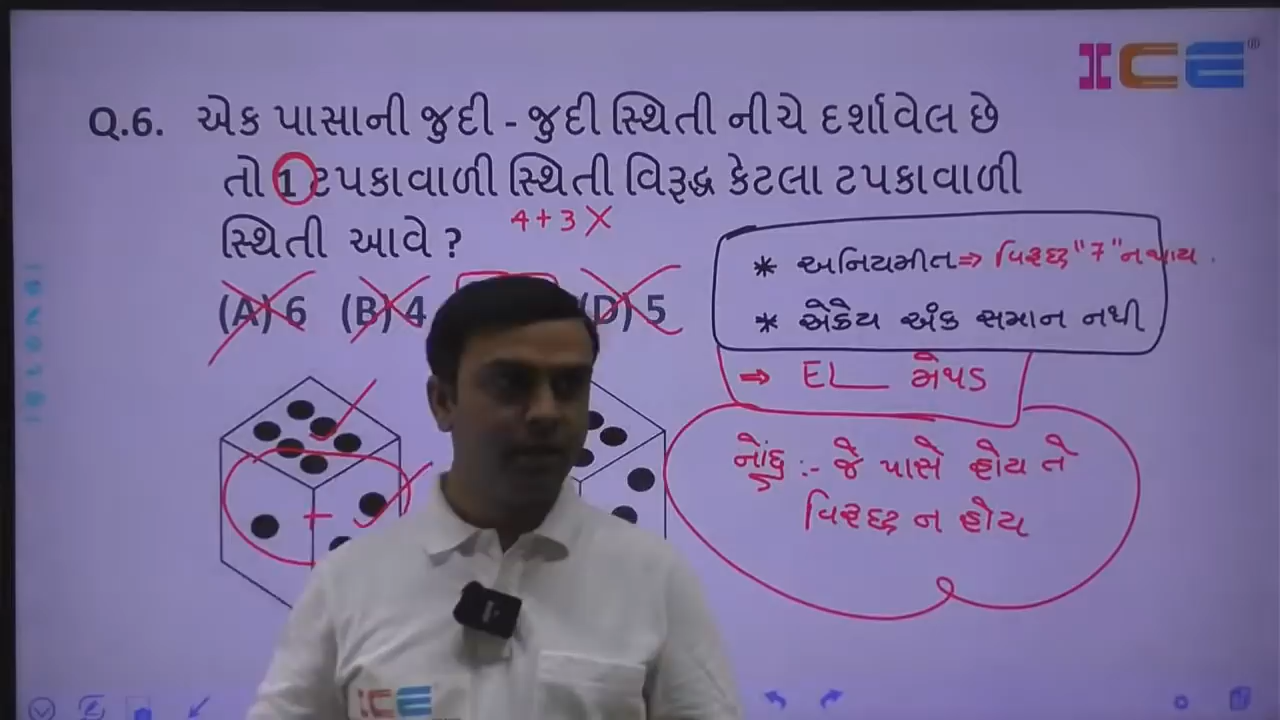 ICE
Q.6. એક પાસાની જુદી - જુદી સ્થિતી નીચે દર્શાવેલ છે
તો 1 ટપકાવાળી સ્થિતી વિરૂદ્ધ કેટલા ટપકાવાળી
સ્થિતી આવે ?
4 + 3 X
(A) 6 (B) 4 (D) 5
* અનિયમીત ⇒ વિરૂદ્ધ "7" ન થાય .
* એકેય અંક સમાન નથી
⇒ EL મેથડ
નોંધ :- જે પાસે હોય તે
વિરૂદ્ધ ન હોય
ICE